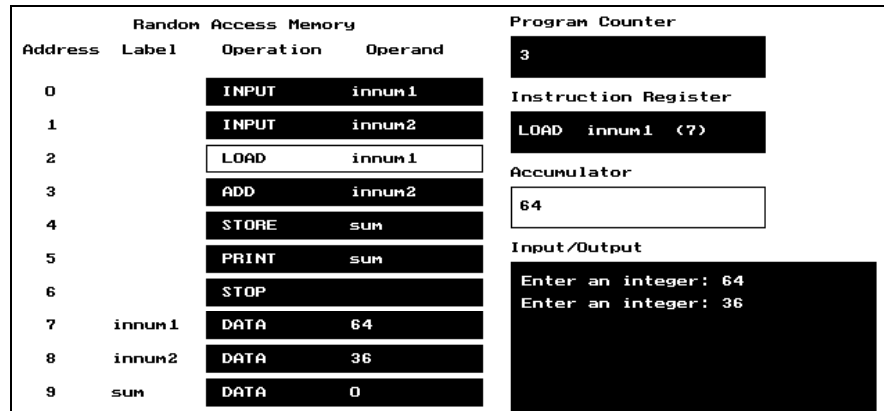 Random Access Memory
Address Label Operation Operand
0 INPUT innum1
1 INPUT innum2
2 LOAD innum1
3 ADD innum2
4 STORE sum
5 PRINT sum
6 STOP
7 innum1 DATA 64
8 innum2 DATA 36
9 sum DATA 0
Program Counter
3
Instruction Register
LOAD innum1 (7)
Accumulator
64
Input/Output
Enter an integer: 64
Enter an integer: 36